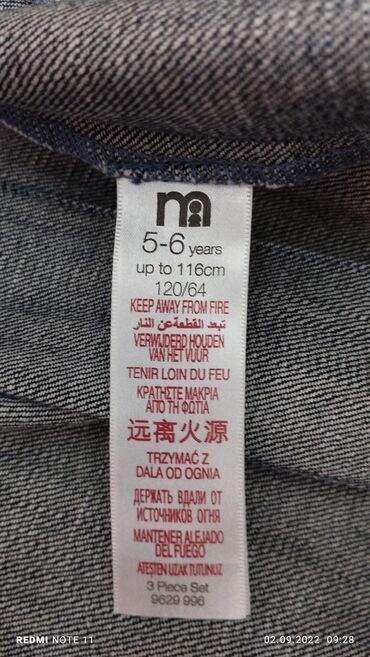 m
5-6 years
up to 116cm
120/64
KEEP AWAY FROM FIRE
تبعد القطعة عن النار
VERWIJDERD HOUDEN
VAN HET VUUR
TENIR LOIN DU FEU
ΚΡΑΤΗΣΤΕ ΜΑΚΡΙΑ
ΑΠΟ ΤΗ ΦΩΤΙΑ
远离火源
TRZYMAĆ Z
DALA OD OGNIA
ДЕРЖАТЬ ВДАЛИ ОТ
ИСТОЧНИКОВ ОГНЯ
MANTENER ALEJADO
DEL FUEGO
ATEŞTEN UZAK TUTUNUZ
3 Piece Set
9629 996
REDMI NOTE 11
02.09.2022 09:28